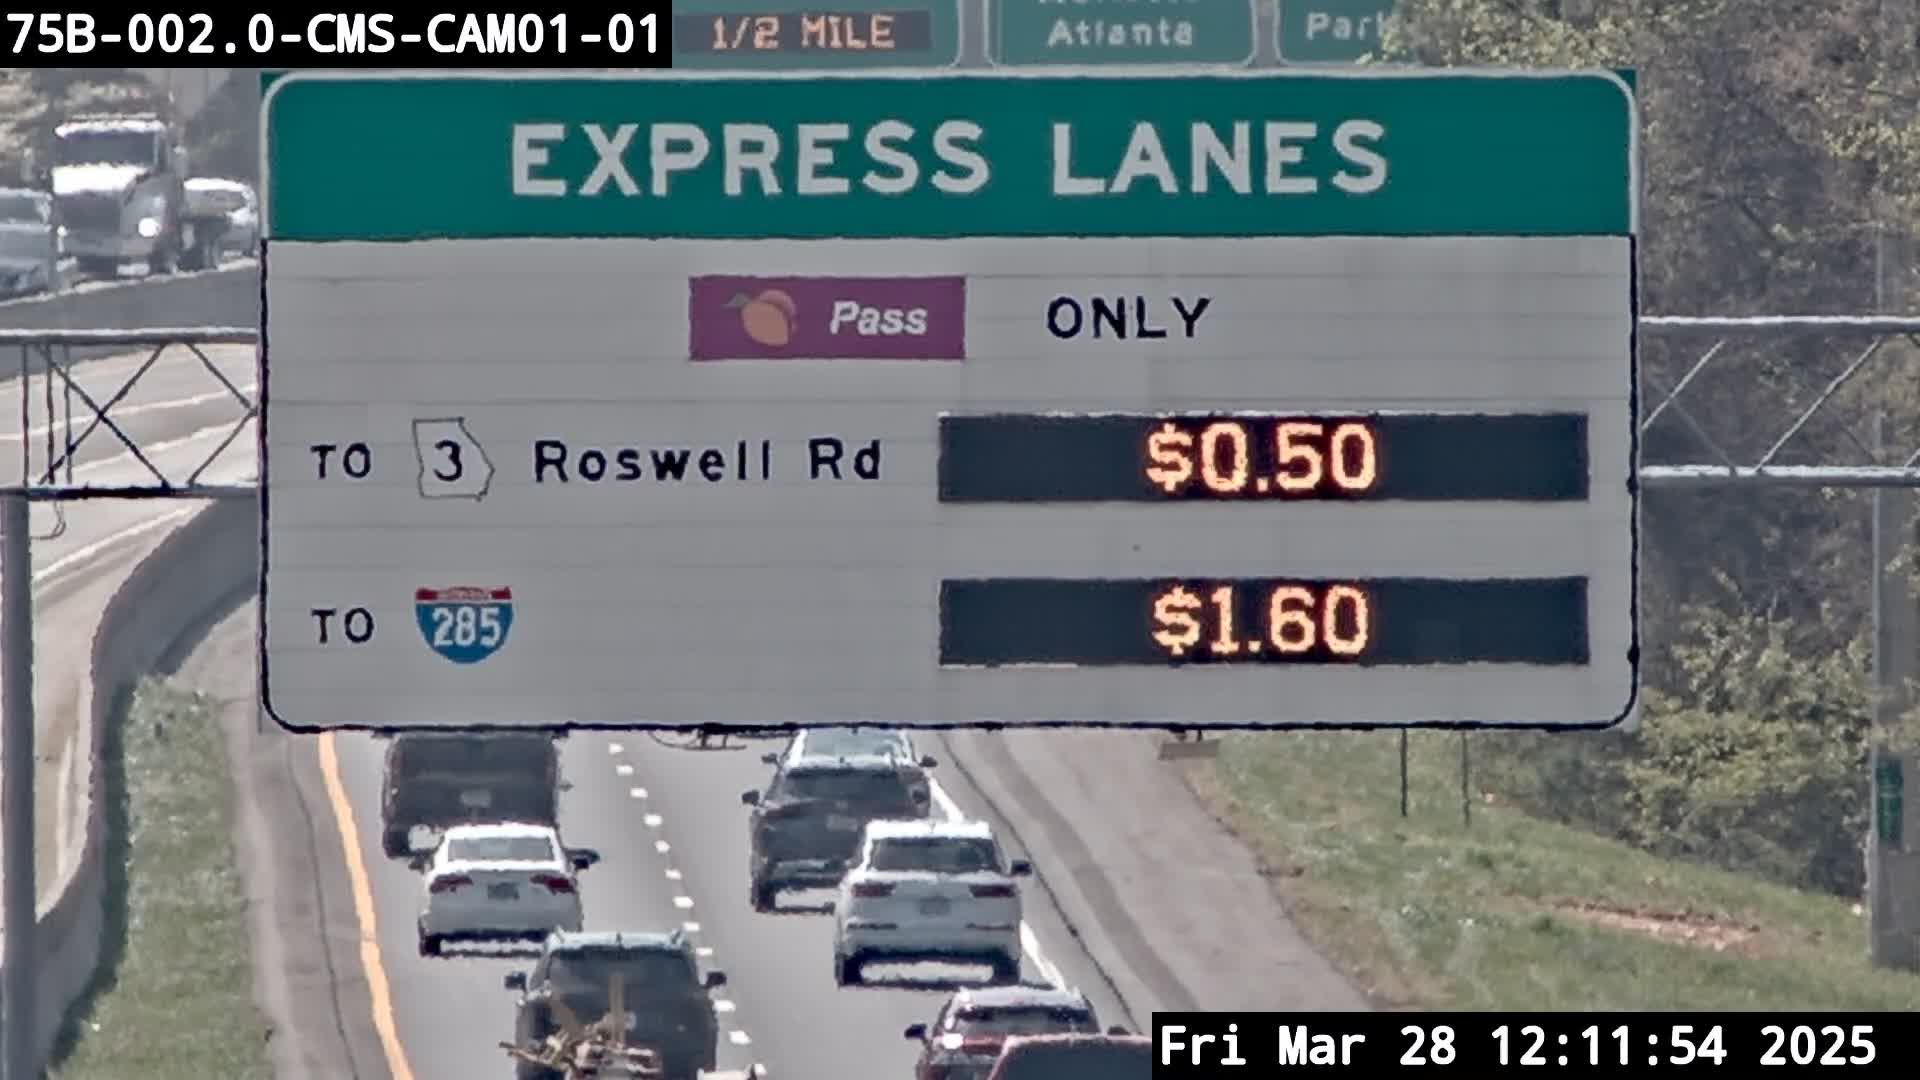 75B-002.0-CMS-CAM01-01
1/2 MILE
Atlanta
EXPRESS LANES
Pass ONLY
TO 3 Roswell Rd $0.50
TO 285 $1.60
Fri Mar 28 12:11:54 2025